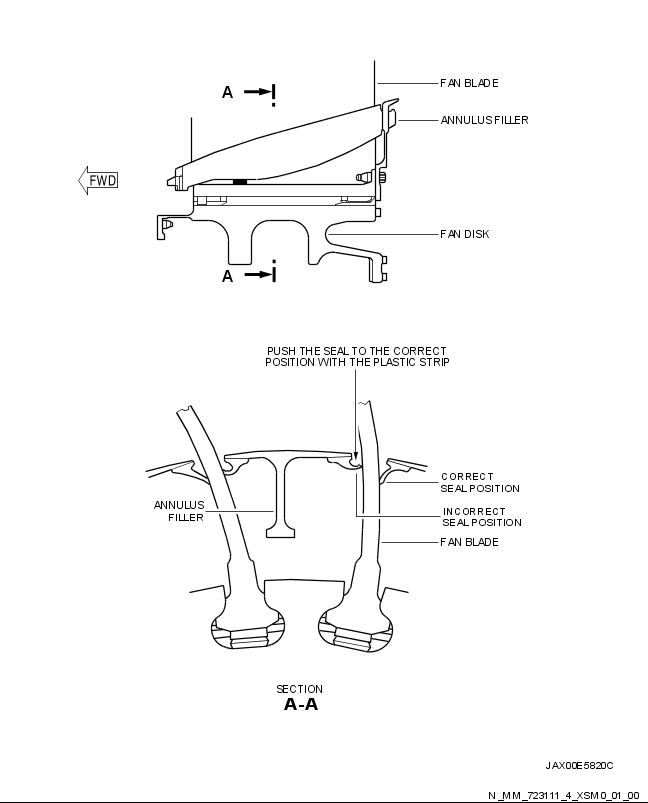 A
FAN BLADE
ANNULUS FILLER
FWD
FAN DISK
A
PUSH THE SEAL TO THE CORRECT
POSITION WITH THE PLASTIC STRIP
CORRECT
SEAL POSITION
ANNULUS
FILLER
INCORRECT
SEAL POSITION
FAN BLADE
SECTION
A-A
JAX00E5820C
N_MM_723111_4_XSM0_01_00